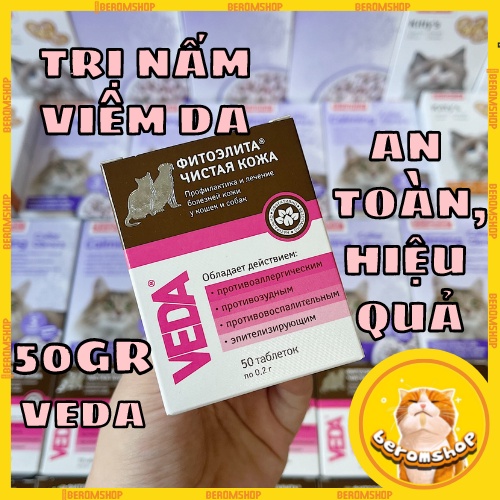 BEROMSHOP
TRỊ NẤM
VIÊM DA
AN
TOÀN,
HIỆU
QUẢ
50GR
VEDA
ФИТОЭЛИТА®
ЧИСТАЯ КОЖА
Профилактика и лечение
болезней кожи
у кошек и собак
VEDA®
Обладает действием:
• противоаллергическим
• противозудным
• противовоспалительным
• эпителизирующим
50 таблеток
по 0,2 г
VEDA
beromshop